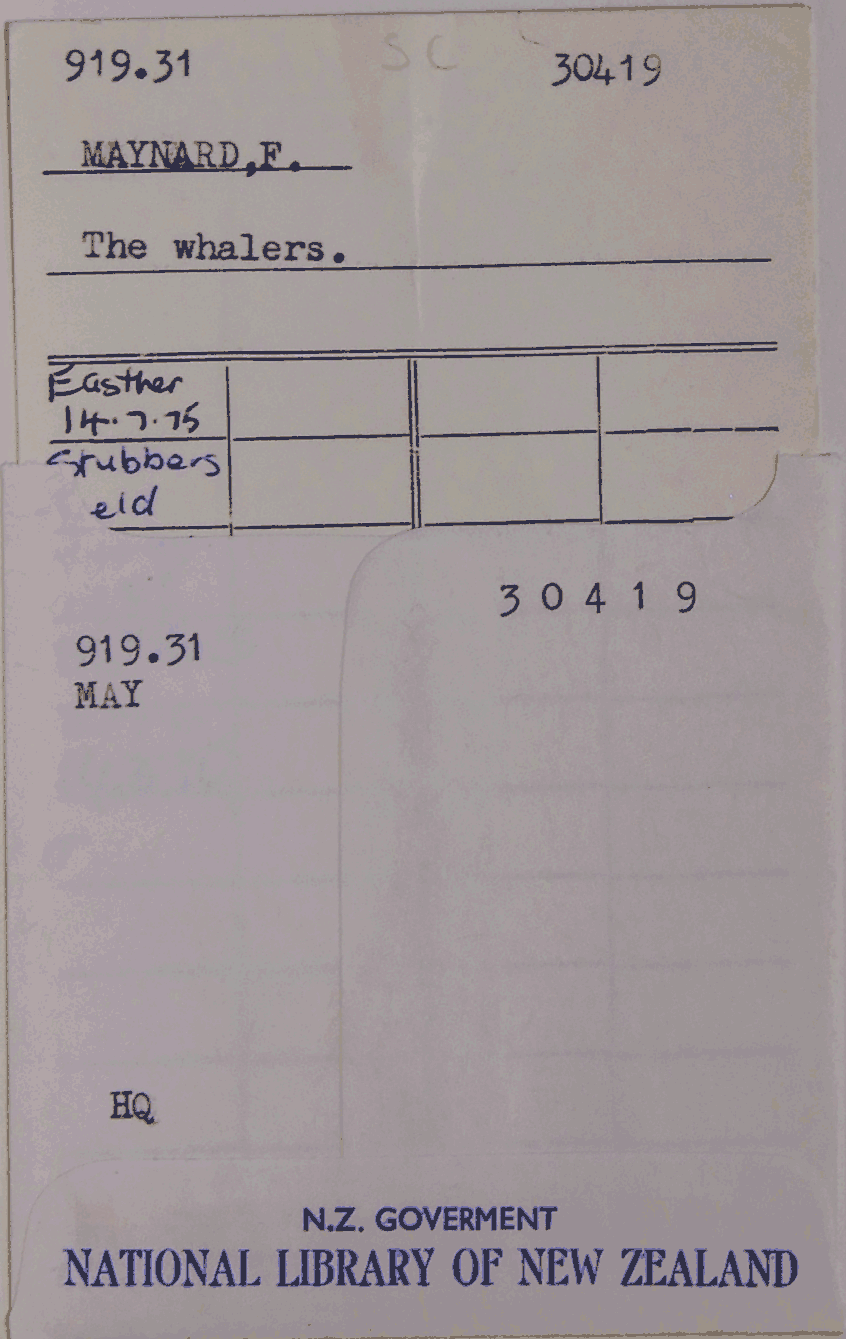 SC
919.31 30419
MAYNARD,F.
The whalers.
Easther
14.7.75
Stubbers
eld
30419
919.31
MAY
HQ
N.Z. GOVERMENT
NATIONAL LIBRARY OF NEW ZEALAND